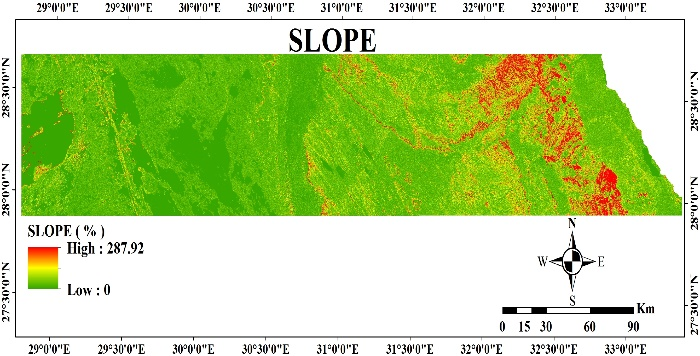 29°0'0"E 29°30'0"E 30°0'0"E 30°30'0"E 31°0'0"E 31°30'0"E 32°0'0"E 32°30'0"E 33°0'0"E
SLOPE
28°30'0"N 28°30'0"N
28°0'0"N 28°0'0"N
SLOPE ( % )
High : 287.92
Low : 0
N
W E
S
27°30'0"N 27°30'0"N
Km
0 15 30 60 90
29°0'0"E 29°30'0"E 30°0'0"E 30°30'0"E 31°0'0"E 31°30'0"E 32°0'0"E 32°30'0"E 33°0'0"E